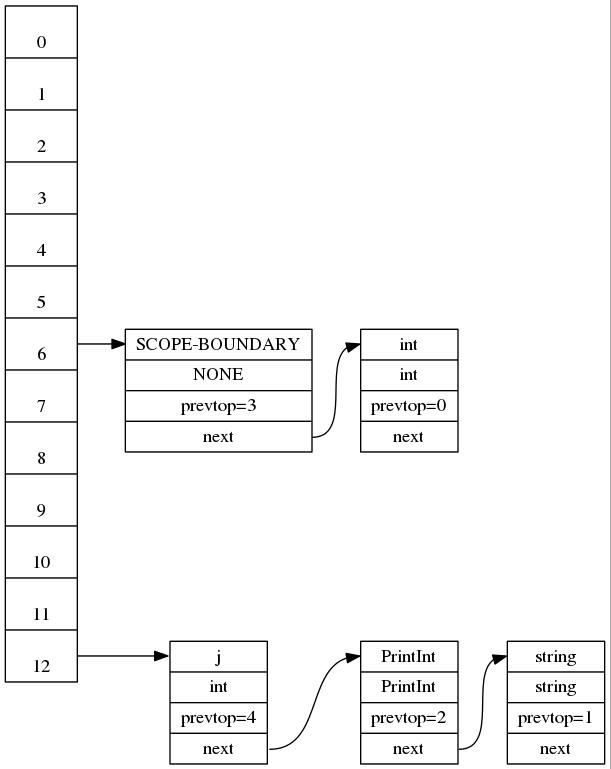 0
1
2
3
4
5
6
7
8
9
10
11
12
SCOPE-BOUNDARY
NONE
prevtop=3
next
int
int
prevtop=0
next
j
int
prevtop=4
next
PrintInt
PrintInt
prevtop=2
next
string
string
prevtop=1
next